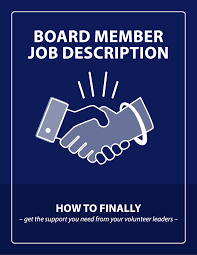 BOARD MEMBER
JOB DESCRIPTION
HOW TO FINALLY
– get the support you need from your volunteer leaders –